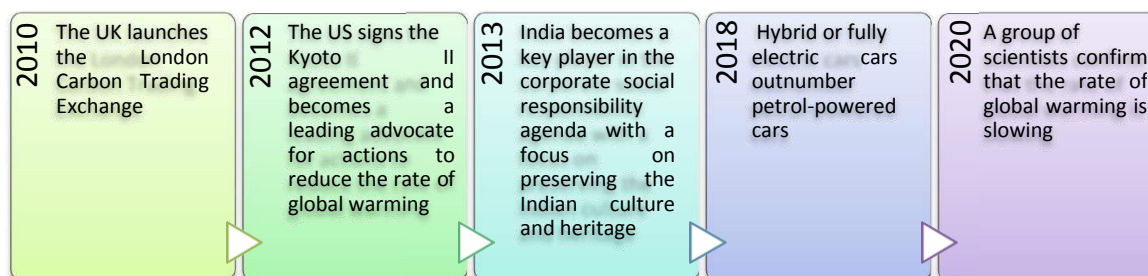 2010
The UK launches
the London
Carbon Trading
Exchange
2012
The US signs the
Kyoto II
agreement and
becomes a
leading advocate
for actions to
reduce the rate of
global warming
2013
India becomes a
key player in the
corporate social
responsibility
agenda with a
focus on
preserving the
Indian culture
and heritage
2018
Hybrid or fully
electric cars
outnumber
petrol-powered
cars
2020
A group of
scientists confirm
that the rate of
global warming is
slowing